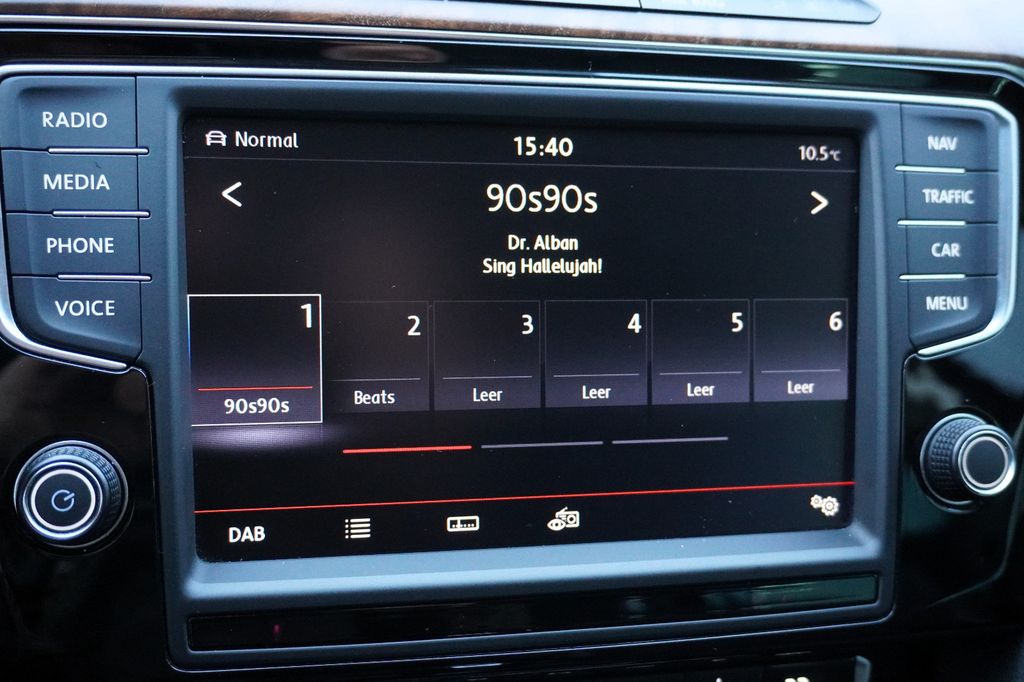 RADIO
MEDIA
PHONE
VOICE
Normal
15:40
10.5°C
90s90s
Dr. Alban
Sing Hallelujah!
1
2
3
4
5
6
90s90s
Beats
Leer
Leer
Leer
Leer
DAB
NAV
TRAFFIC
CAR
MENU